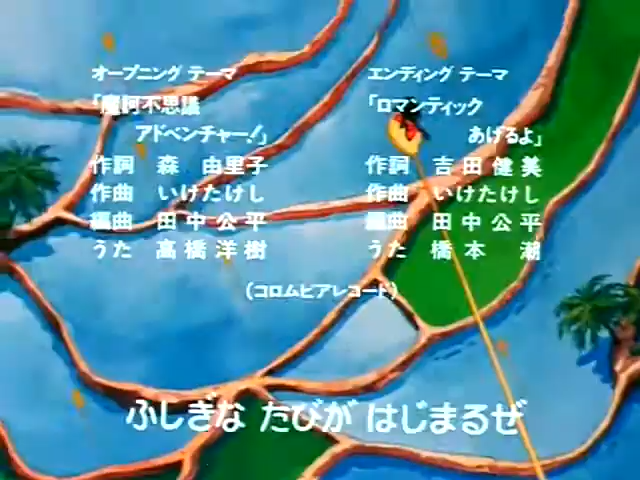 オープニング テーマ
「魔訶不思議
アドベンチャー!」
作詞 森 由里子
作曲 いけたけし
編曲 田中公平
うた 高橋洋樹
エンディング テーマ
「ロマンティック
あげるよ」
作詞 吉田健美
作曲 いけたけし
編曲 田中公平
うた 橋本 潮
(コロムビアレコード)
ふしぎな たびが はじまるぜ